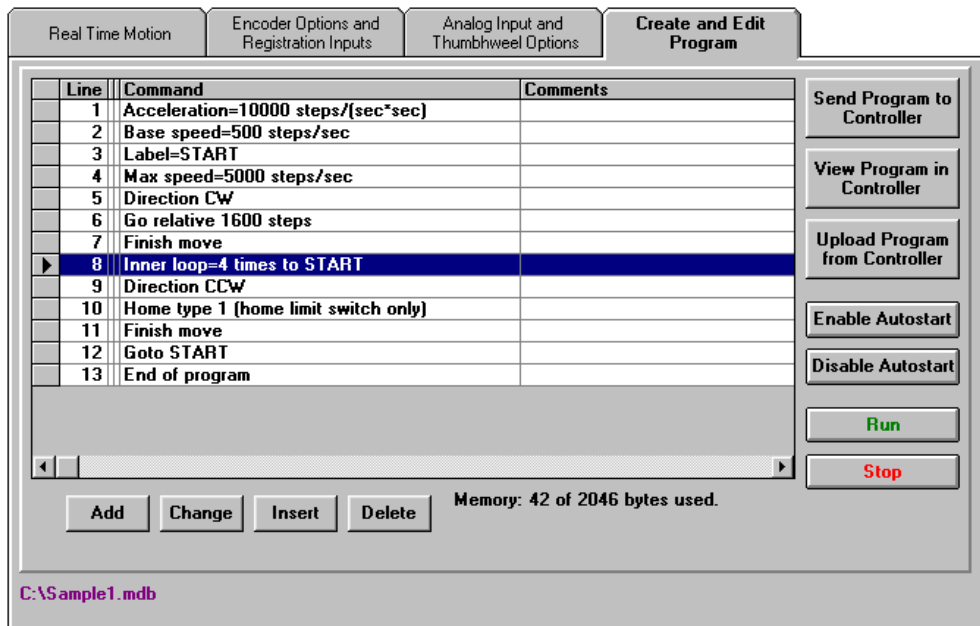 Real Time Motion
Encoder Options and
Registration Inputs
Analog Input and
Thumbhweel Options
Create and Edit
Program
Line Command Comments
1 Acceleration=10000 steps/(sec*sec)
2 Base speed=500 steps/sec
3 Label=START
4 Max speed=5000 steps/sec
5 Direction CW
6 Go relative 1600 steps
7 Finish move
8 Inner loop=4 times to START
9 Direction CCW
10 Home type 1 (home limit switch only)
11 Finish move
12 Goto START
13 End of program
Send Program to
Controller
View Program in
Controller
Upload Program
from Controller
Enable Autostart
Disable Autostart
Run
Stop
Add Change Insert Delete Memory: 42 of 2046 bytes used.
C:\Sample1.mdb